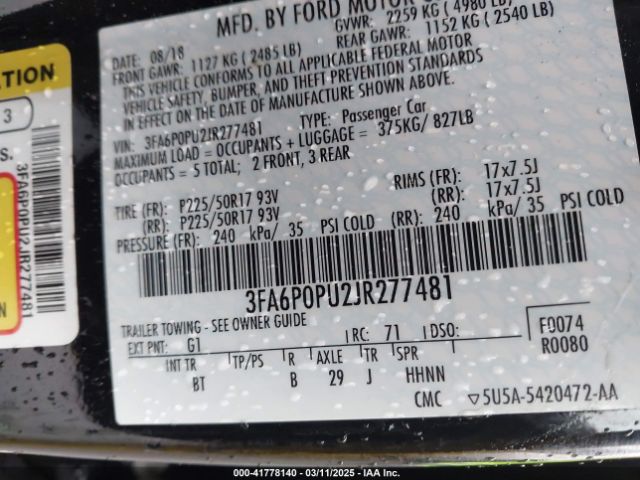 MFD. BY FORD MOTOR
DATE: 08/18 GVWR: 2259 KG ( 4980 LB)
FRONT GAWR: 1127 KG ( 2485 LB) REAR GAWR: 1152 KG ( 2540 LB)
THIS VEHICLE CONFORMS TO ALL APPLICABLE FEDERAL MOTOR
VEHICLE SAFETY, BUMPER, AND THEFT PREVENTION STANDARDS
IN EFFECT ON THE DATE OF MANUFACTURE SHOWN ABOVE.
VIN: 3FA6P0PU2JR277481 TYPE: Passenger Car
MAXIMUM LOAD = OCCUPANTS + LUGGAGE = 375KG/ 827LB
OCCUPANTS = 5 TOTAL; 2 FRONT, 3 REAR
TIRE (FR): P225/50R17 93V RIMS (FR): 17x7.5J
(RR): P225/50R17 93V (RR): 17x7.5J
PRESSURE (FR): 240 kPa/ 35 PSI COLD (RR): 240 kPa/ 35 PSI COLD
3FA6P0PU2JR277481
TRAILER TOWING - SEE OWNER GUIDE
EXT PNT: G1 RC: 71 DSO: F0074
INT TR TP/PS R AXLE TR SPR R0080
BT B 29 J HHNN
CMC ▽5U5A-5420472-AA
TION
3
S.
3FA6P0PU2JR277481
ON
000-41778140 - 03/11/2025 - IAA Inc.